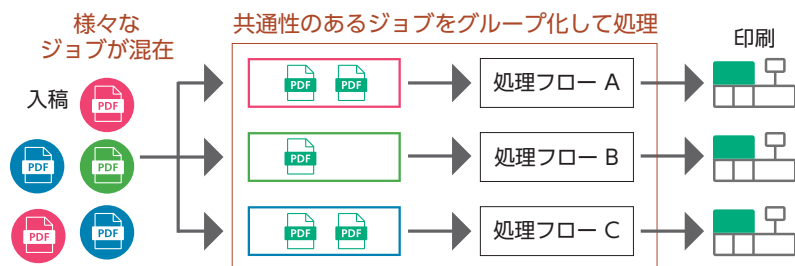 様々な
ジョブが混在
共通性のあるジョブをグループ化して処理
印刷
入稿
PDF
PDF
PDF
PDF
PDF
PDF PDF
処理フロー A
PDF
処理フロー B
PDF PDF
処理フロー C